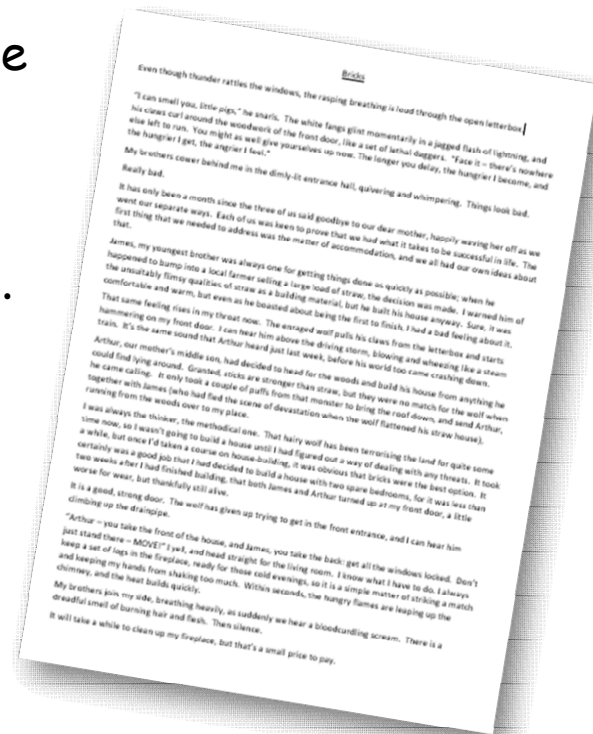 e
.
Bricks
Even though thunder rattles the windows, the rasping breathing is loud through the open letterbox
"I can smell you, little pigs," he snarls. The white fangs glint momentarily in a jagged flash of lightning, and
his claws curl around the woodwork of the front door, like a set of lethal daggers. "Face it – there's nowhere
else left to run. You might as well give yourselves up now. The longer you delay, the hungrier I become, and
the hungrier I get, the angrier I feel."
My brothers cower behind me in the dimly-lit entrance hall, quivering and whimpering. Things look bad.
Really bad.
It has only been a month since the three of us said goodbye to our dear mother, happily waving her off as we
went our separate ways. Each of us was keen to prove that we had what it takes to be successful in life. The
first thing that we needed to address was the matter of accommodation, and we all had our own ideas about
that.
James, my youngest brother was always one for getting things done as quickly as possible; when he
happened to bump into a local farmer selling a large load of straw, the decision was made. I warned him of
the unsuitably flimsy qualities of straw as a building material, but he built his house anyway. Sure, it was
comfortable and warm, but even as he boasted about being the first to finish, I had a bad feeling about it.
That same feeling rises in my throat now. The enraged wolf pulls his claws from the letterbox and starts
hammering on my front door. I can hear him above the driving storm, blowing and wheezing like a steam
train. It's the same sound that Arthur heard just last week, before his world too came crashing down.
Arthur, our mother's middle son, had decided to head for the woods and build his house from anything he
could find lying around. Granted, sticks are stronger than straw, but they were no match for the wolf when
he came calling. It only took a couple of puffs from that monster to bring the roof down, and send Arthur,
together with James (who had fled the scene of devastation when the wolf flattened his straw house),
running from the woods over to my place.
I was always the thinker, the methodical one. That hairy wolf has been terrorising the land for quite some
time now, so I wasn't going to build a house until I had figured out a way of dealing with any threats. It took
a while, but once I'd taken a course on house-building, it was obvious that bricks were the best option. It
certainly was a good job that I had decided to build a house with two spare bedrooms, for it was less than
two weeks after I had finished building, that both James and Arthur turned up at my front door, a little
worse for wear, but thankfully still alive.
It is a good, strong door. The wolf has given up trying to get in the front entrance, and I can hear him
climbing up the drainpipe.
"Arthur – you take the front of the house, and James, you take the back: get all the windows locked. Don't
just stand there – MOVE!" I yell, and head straight for the living room. I know what I have to do. I always
keep a set of logs in the fireplace, ready for those cold evenings, so it is a simple matter of striking a match
and keeping my hands from shaking too much. Within seconds, the hungry flames are leaping up the
chimney, and the heat builds quickly.
My brothers join my side, breathing heavily, as suddenly we hear a bloodcurdling scream. There is a
dreadful smell of burning hair and flesh. Then silence.
It will take a while to clean up my fireplace, but that's a small price to pay.